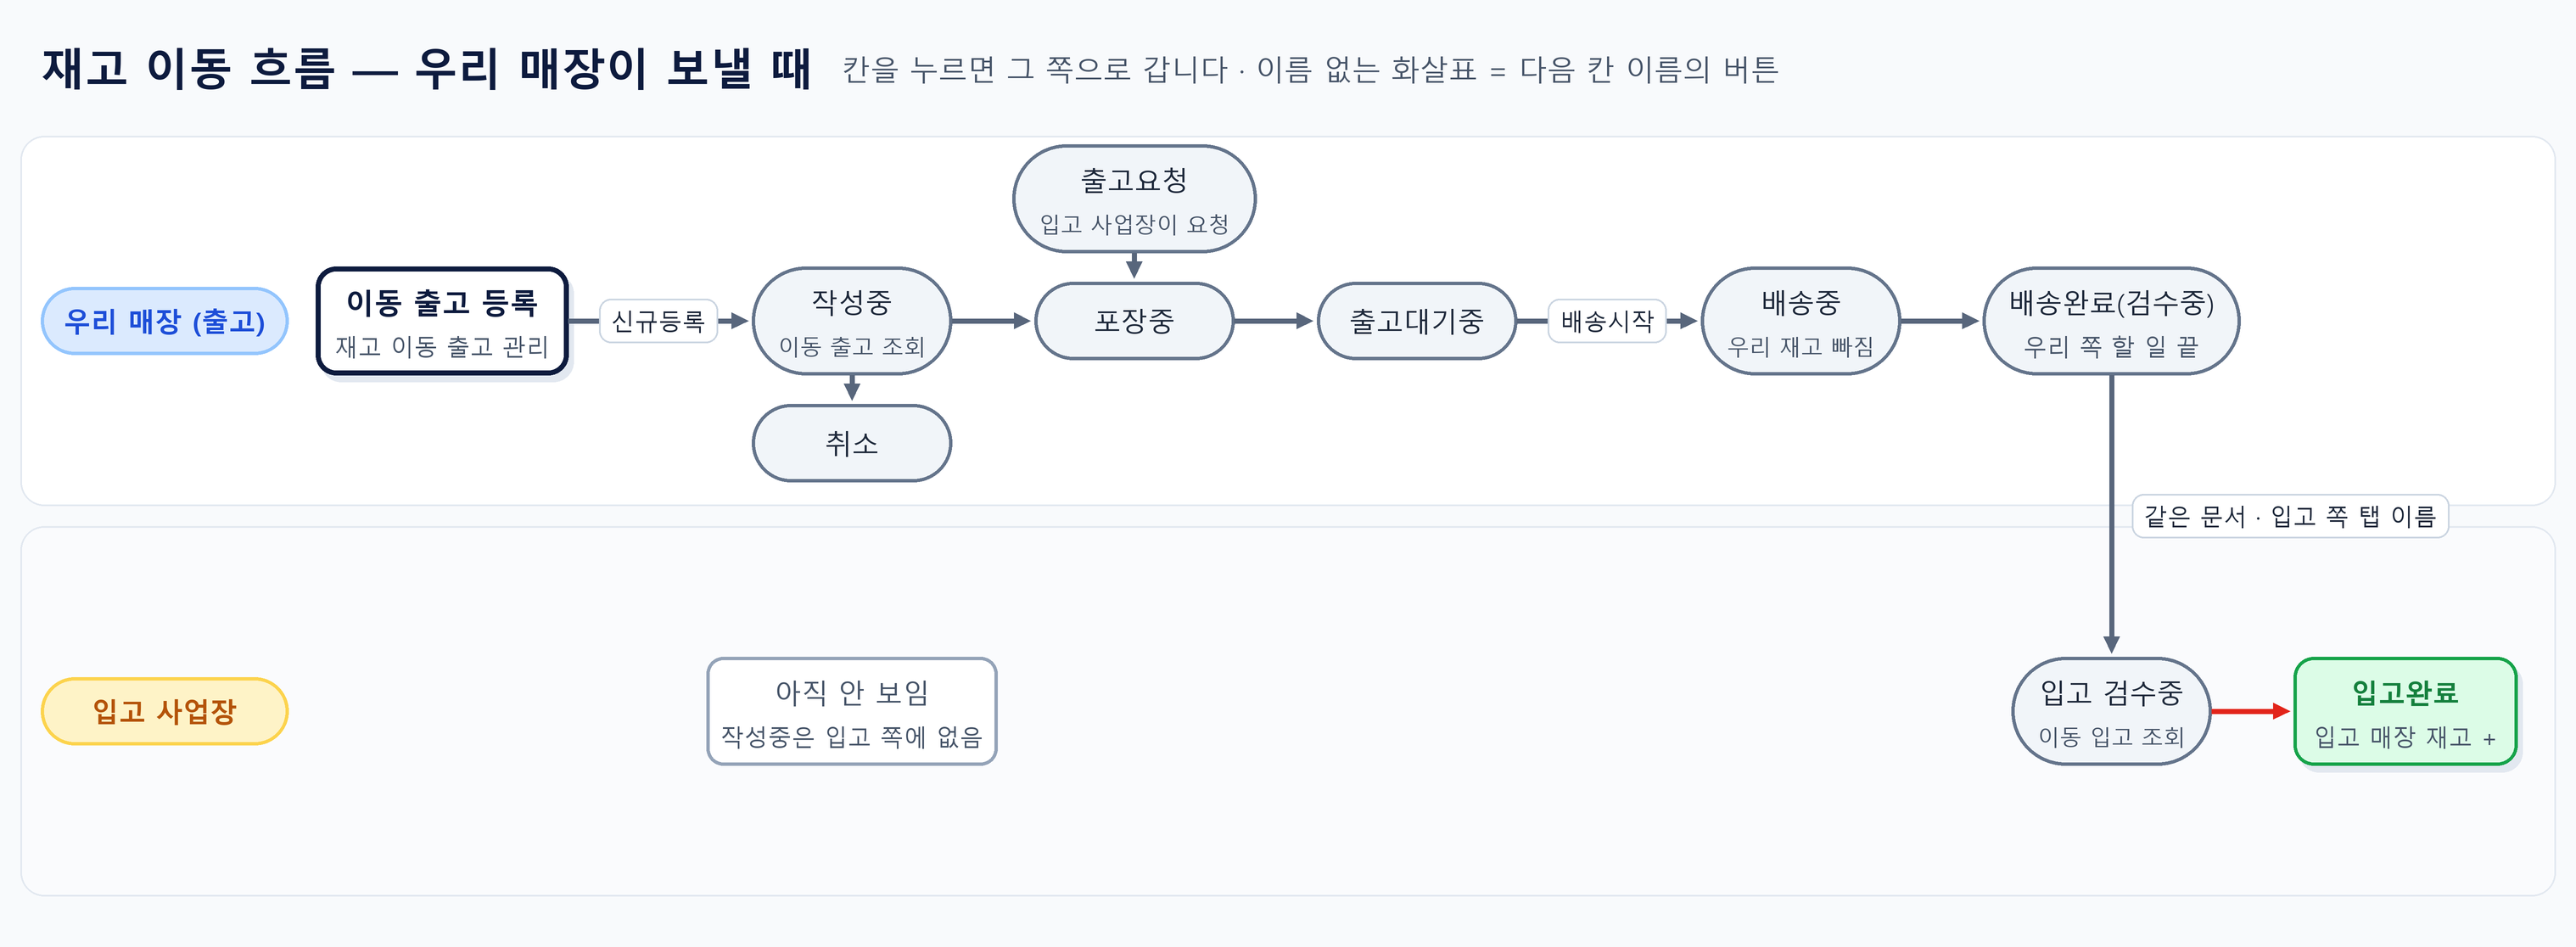 재고 이동 흐름 — 우리 매장이 보낼 때
칸을 누르면 그 쪽으로 갑니다 · 이름 없는 화살표 = 다음 칸 이름의 버튼
출고요청
입고 사업장이 요청
우리 매장 (출고)
이동 출고 등록
재고 이동 출고 관리
신규등록
작성중
이동 출고 조회
포장중
출고대기중
배송시작
배송중
우리 재고 빠짐
배송완료(검수중)
우리 쪽 할 일 끝
취소
같은 문서 · 입고 쪽 탭 이름
입고 사업장
아직 안 보임
작성중은 입고 쪽에 없음
입고 검수중
이동 입고 조회
입고완료
입고 매장 재고 +